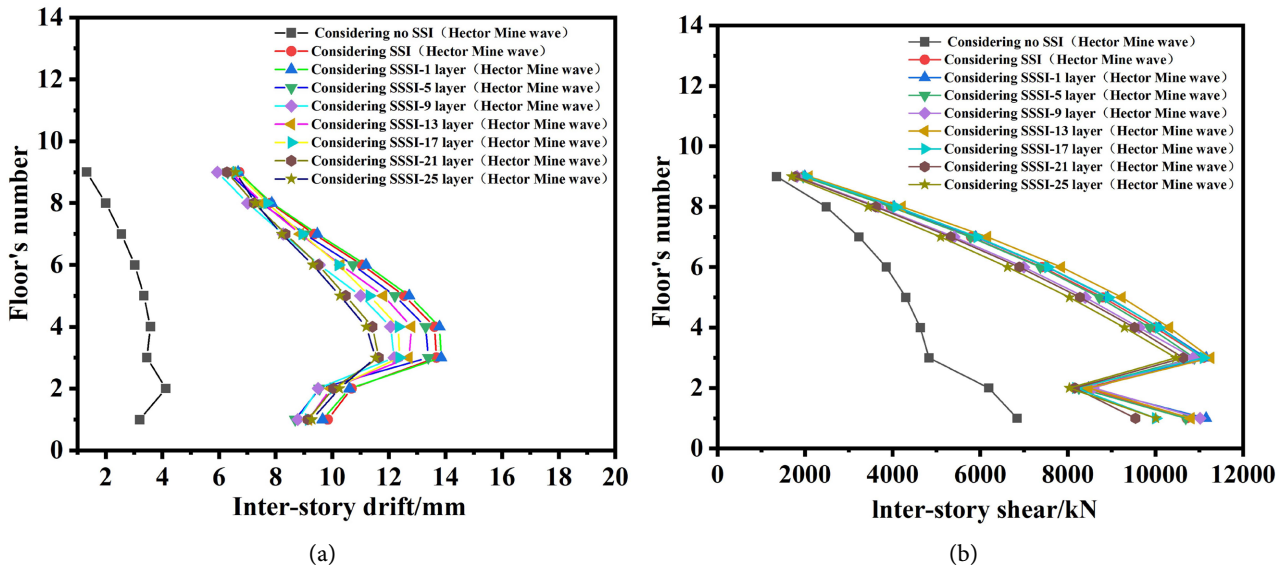 14
12
10
8
6
4
2
0
Floor's number
Considering no SSI（Hector Mine wave）
Considering SSI（Hector Mine wave）
Considering SSSI-1 layer（Hector Mine wave）
Considering SSSI-5 layer（Hector Mine wave）
Considering SSSI-9 layer（Hector Mine wave）
Considering SSSI-13 layer（Hector Mine wave）
Considering SSSI-17 layer（Hector Mine wave）
Considering SSSI-21 layer（Hector Mine wave）
Considering SSSI-25 layer（Hector Mine wave）
2 4 6 8 10 12 14 16 18 20
Inter-story drift/mm
(a)
14
12
10
8
6
4
2
0
Floor's number
Considering no SSI（Hector Mine wave）
Considering SSI（Hector Mine wave）
Considering SSSI-1 layer（Hector Mine wave）
Considering SSSI-5 layer（Hector Mine wave）
Considering SSSI-9 layer（Hector Mine wave）
Considering SSSI-13 layer（Hector Mine wave）
Considering SSSI-17 layer（Hector Mine wave）
Considering SSSI-21 layer（Hector Mine wave）
Considering SSSI-25 layer（Hector Mine wave）
0 2000 4000 6000 8000 10000 12000
lnter-story shear/kN
(b)